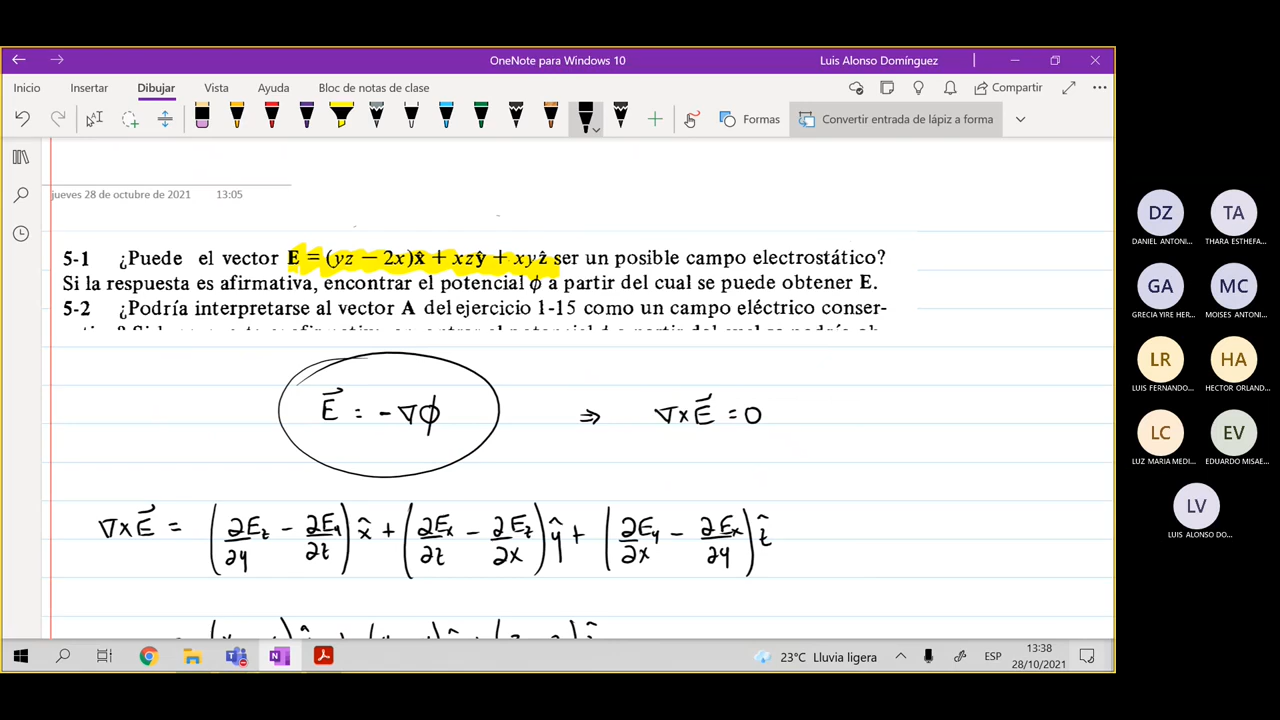 OneNote para Windows 10
Luis Alonso Domínguez
Inicio Insertar Dibujar Vista Ayuda Bloc de notas de clase Compartir
Formas Convertir entrada de lápiz a forma
jueves 28 de octubre de 2021 13:05
5-1 ¿Puede el vector E = (yz − 2x)x̂ + xzŷ + xyẑ ser un posible campo electrostático?
Si la respuesta es afirmativa, encontrar el potencial ϕ a partir del cual se puede obtener E.
5-2 ¿Podría interpretarse al vector A del ejercicio 1-15 como un campo eléctrico conser-
E⃗ = -∇ϕ ⇒ ∇×E⃗ = 0
∇×E⃗ = (∂Ez/∂y − ∂Ey/∂z) x̂ + (∂Ex/∂z − ∂Ez/∂x) ŷ + (∂Ey/∂x − ∂Ex/∂y) ẑ
23°C Lluvia ligera ESP 13:38
28/10/2021
DZ
DANIEL ANTONI...
TA
THARA ESTHEFA...
GA
GRECIA YIRE HER...
MC
MOISES ANTONI...
LR
LUIS FERNANDO...
HA
HECTOR ORLAND...
LC
LUZ MARIA MEDI...
EV
EDUARDO MISAE...
LV
LUIS ALONSO DO...